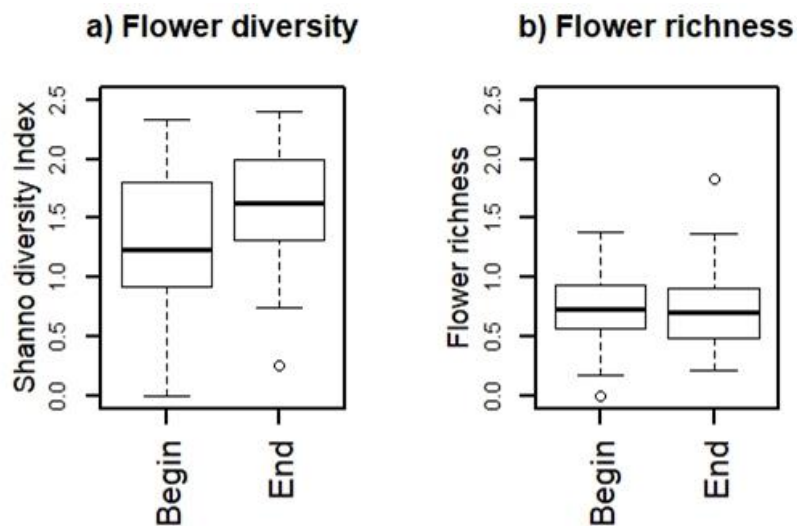 a) Flower diversity
Shanno diversity Index
2.5
2.0
1.5
1.0
0.5
0.0
Begin
End
b) Flower richness
Flower richness
2.5
2.0
1.5
1.0
0.5
0.0
Begin
End